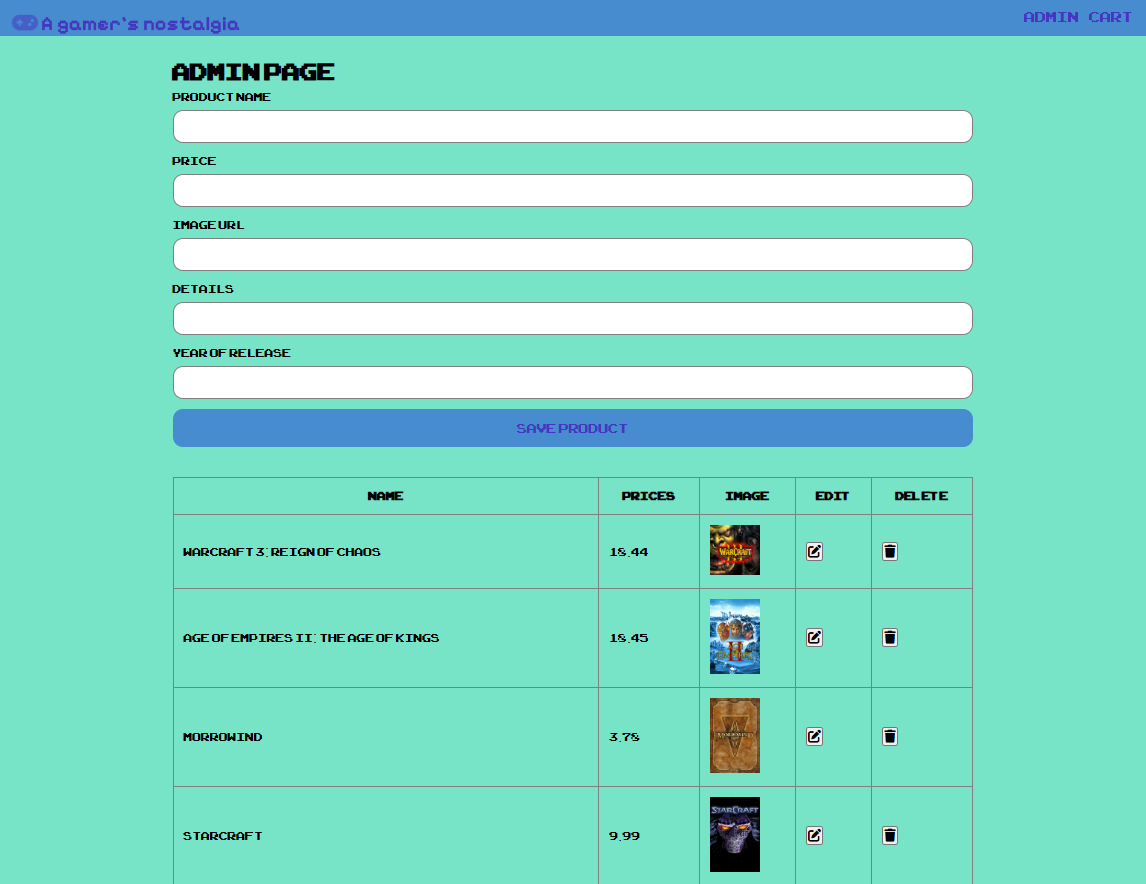 A gamer's nostalgia
ADMIN CART
ADMIN PAGE
PRODUCT NAME
PRICE
IMAGE URL
DETAILS
YEAR OF RELEASE
SAVE PRODUCT
NAME PRICES IMAGE EDIT DELETE
WARCRAFT 3: REIGN OF CHAOS 18.44
WARCRAFT
AGE OF EMPIRES II: THE AGE OF KINGS 18.45
II
MORROWIND 3.78
MORROWIND
STARCRAFT 9.99
STARCRAFT